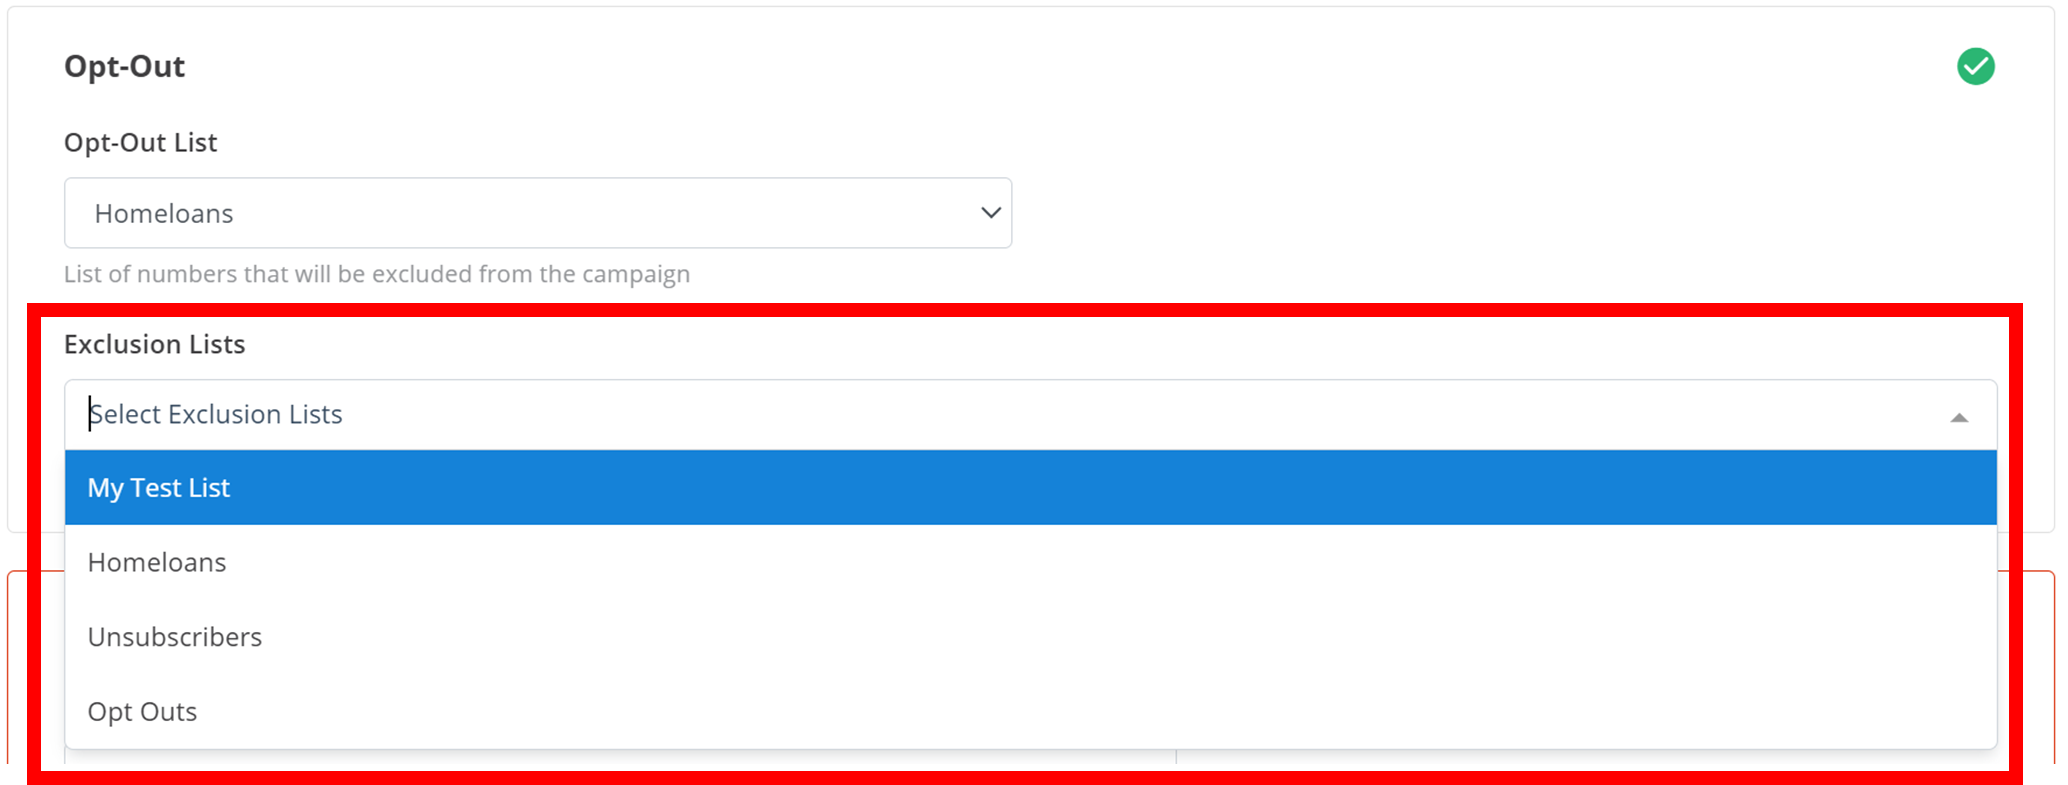 Opt-Out
Opt-Out List
Homeloans
List of numbers that will be excluded from the campaign
Exclusion Lists
Select Exclusion Lists
My Test List
Homeloans
Unsubscribers
Opt Outs